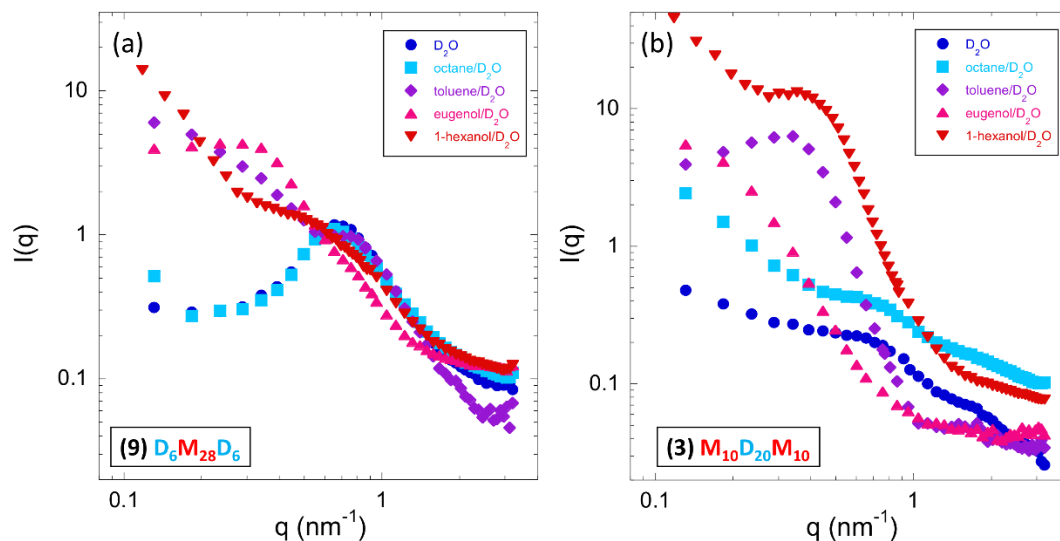 (a)
I(q)
10
1
0.1
0.1
1
q (nm⁻¹)
D₂O
octane/D₂O
toluene/D₂O
eugenol/D₂O
1-hexanol/D₂O
(9) D₆M₂₈D₆
(b)
I(q)
10
1
0.1
0.1
1
q (nm⁻¹)
D₂O
octane/D₂O
toluene/D₂O
eugenol/D₂O
1-hexanol/D₂O
(3) M₁₀D₂₀M₁₀